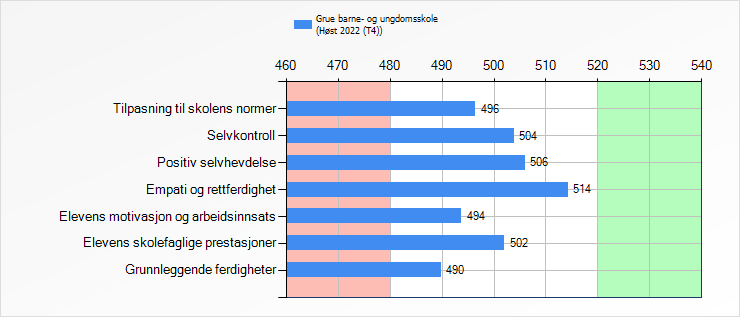 Grue barne- og ungdomsskole
(Høst 2022 (T4))
460 470 480 490 500 510 520 530 540
Tilpasning til skolens normer 496
Selvkontroll 504
Positiv selvhevdelse 506
Empati og rettferdighet 514
Elevens motivasjon og arbeidsinnsats 494
Elevens skolefaglige prestasjoner 502
Grunnleggende ferdigheter 490